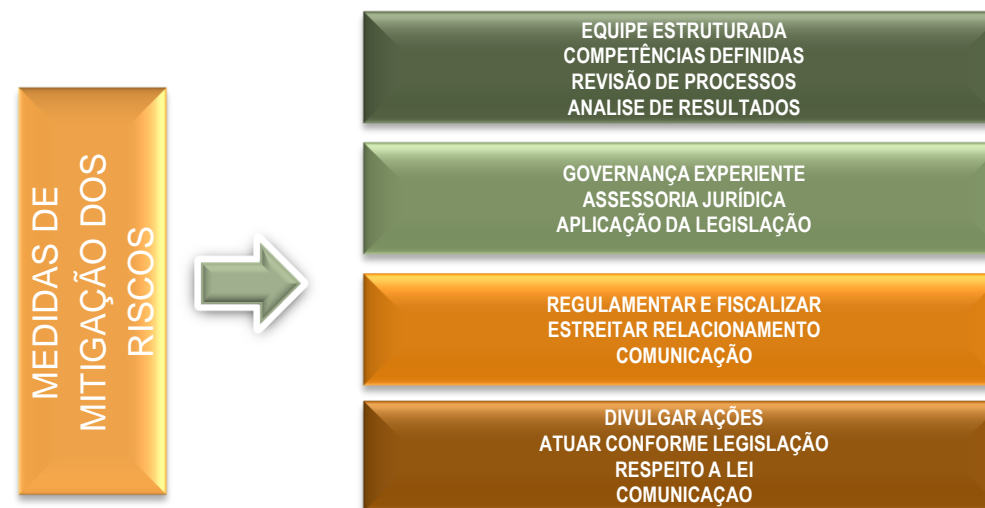 MEDIDAS DE
MITIGAÇÃO DOS
RISCOS
EQUIPE ESTRUTURADA
COMPETÊNCIAS DEFINIDAS
REVISÃO DE PROCESSOS
ANALISE DE RESULTADOS
GOVERNANÇA EXPERIENTE
ASSESSORIA JURÍDICA
APLICAÇÃO DA LEGISLAÇÃO
REGULAMENTAR E FISCALIZAR
ESTREITAR RELACIONAMENTO
COMUNICAÇÃO
DIVULGAR AÇÕES
ATUAR CONFORME LEGISLAÇÃO
RESPEITO A LEI
COMUNICAÇAO